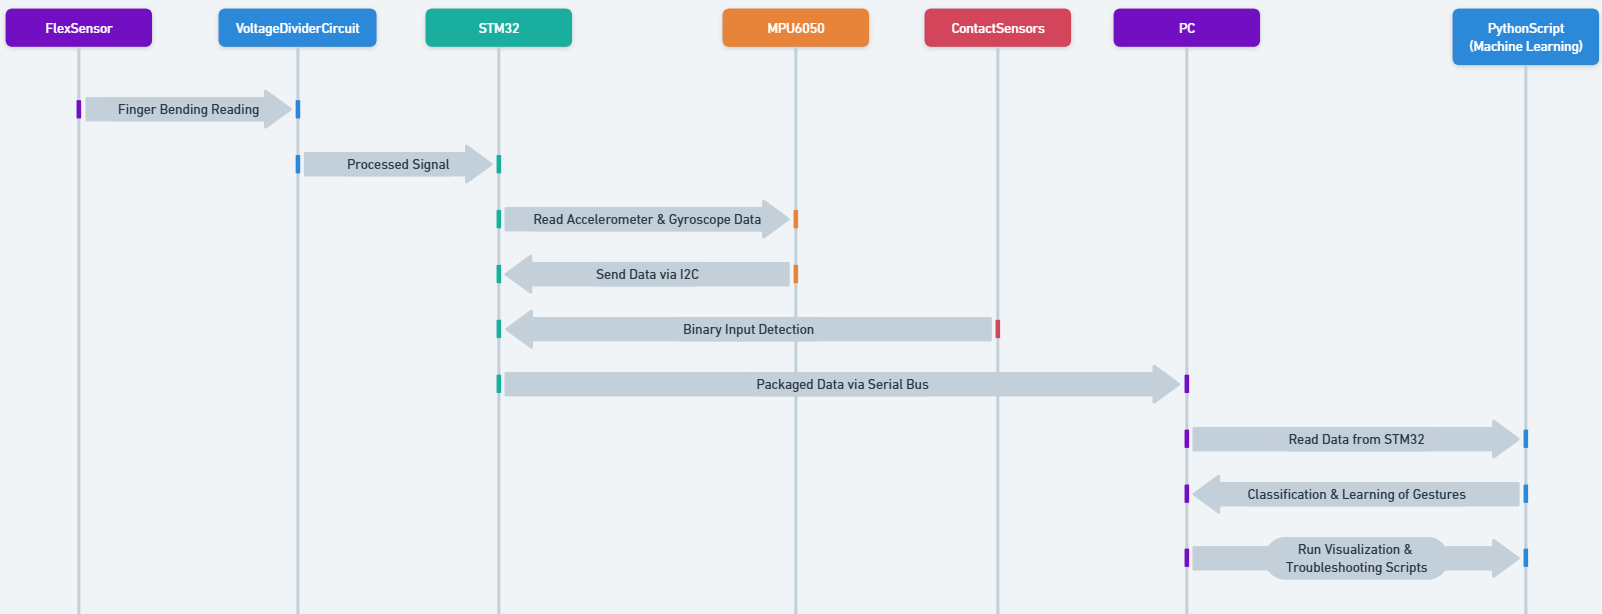 FlexSensor
VoltageDividerCircuit
STM32
MPU6050
ContactSensors
PC
PythonScript
(Machine Learning)
Finger Bending Reading
Processed Signal
Read Accelerometer & Gyroscope Data
Send Data via I2C
Binary Input Detection
Packaged Data via Serial Bus
Read Data from STM32
Classification & Learning of Gestures
Run Visualization &
Troubleshooting Scripts